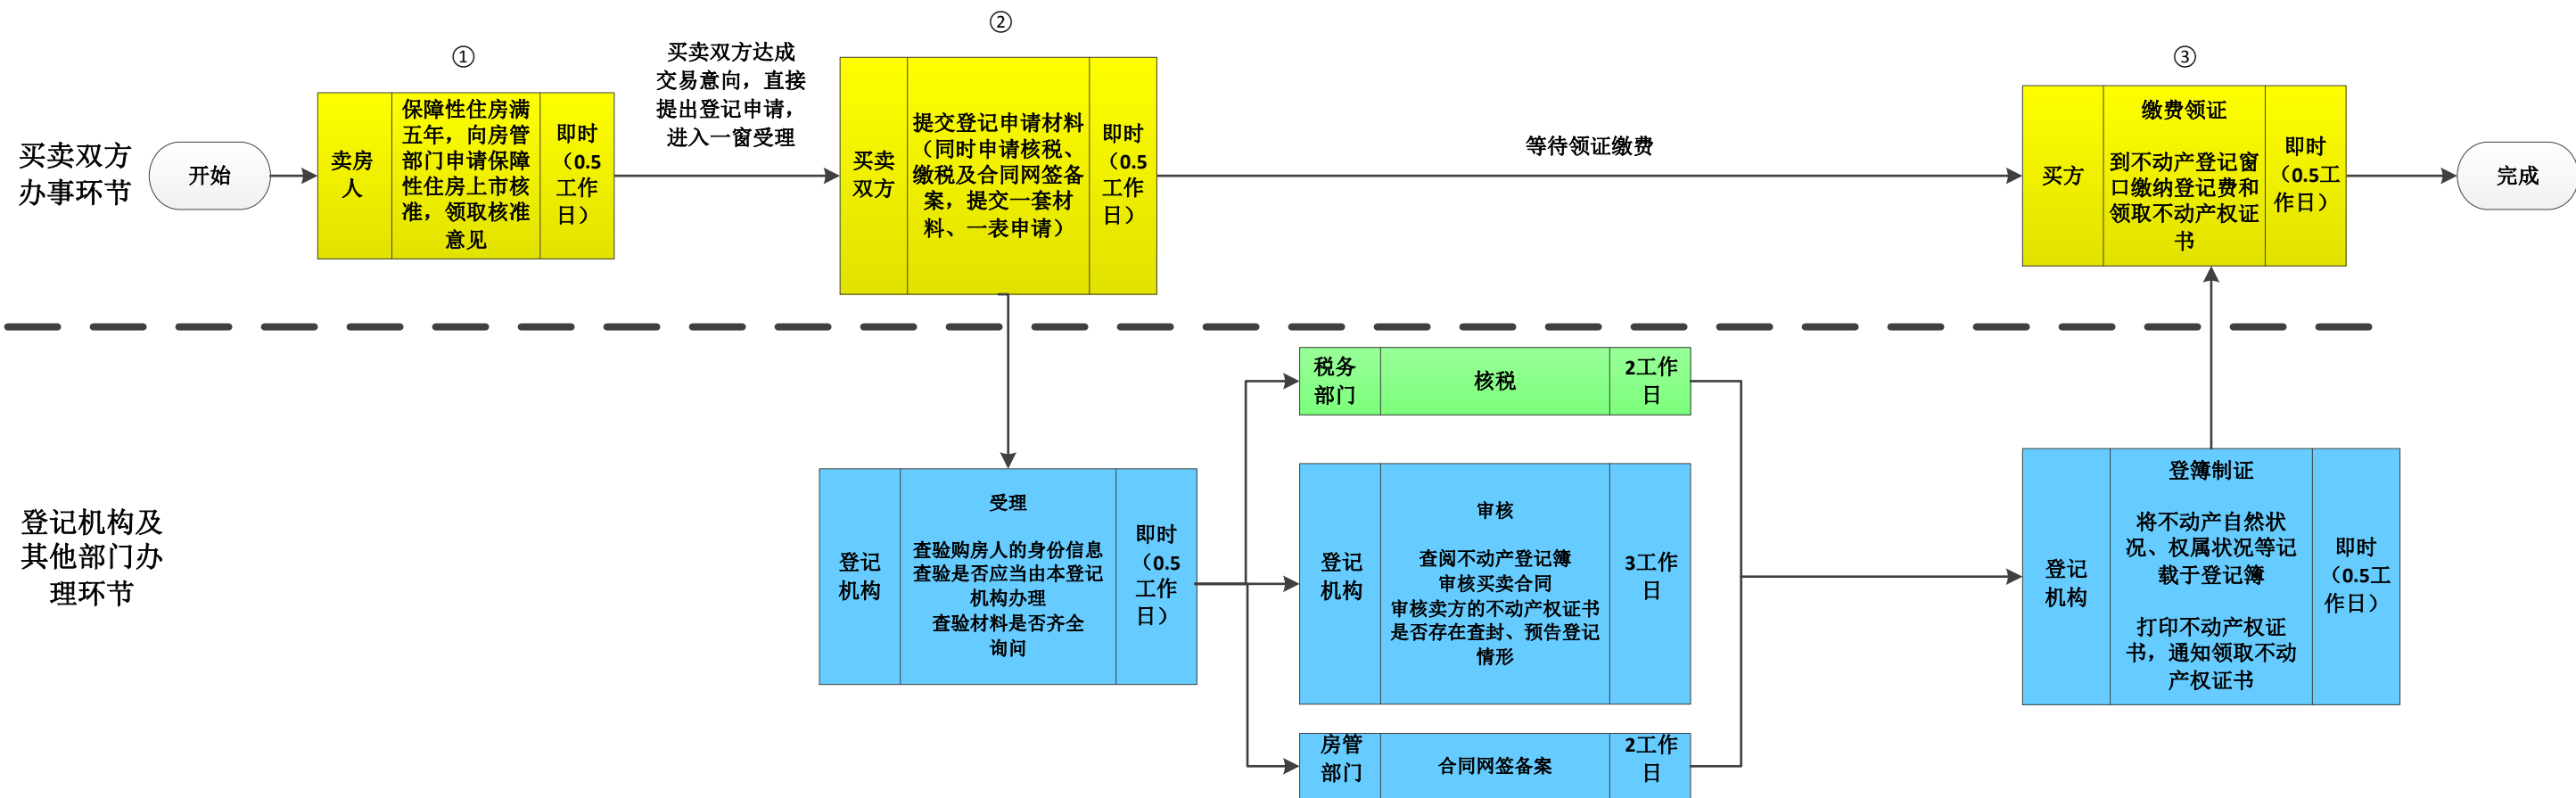 买卖双方
办事环节
开始
①
卖房
人
保障性住房满
五年，向房管
部门申请保障
性住房上市核
准，领取核准
意见
即时
（0.5
工作
日）
买卖双方达成
交易意向，直接
提出登记申请，
进入一窗受理
②
买卖
双方
提交登记申请材料
（同时申请核税、
缴税及合同网签备
案，提交一套材
料、一表申请）
即时
（0.5
工作
日）
等待领证缴费
③
买方
缴费领证
到不动产登记窗
口缴纳登记费和
领取不动产权证
书
即时
（0.5工
作日）
完成
登记机构及
其他部门办
理环节
登记
机构
受理
查验购房人的身份信息
查验是否应当由本登记
机构办理
查验材料是否齐全
询问
即时
（0.5
工作
日）
税务
部门
核税
2工作
日
登记
机构
审核
查阅不动产登记簿
审核买卖合同
审核卖方的不动产权证书
是否存在查封、预告登记
情形
3工作
日
房管
部门
合同网签备案
2工作
日
登记
机构
登簿制证
将不动产自然状
况、权属状况等记
载于登记簿
打印不动产权证
书，通知领取不动
产权证书
即时
（0.5工
作日）